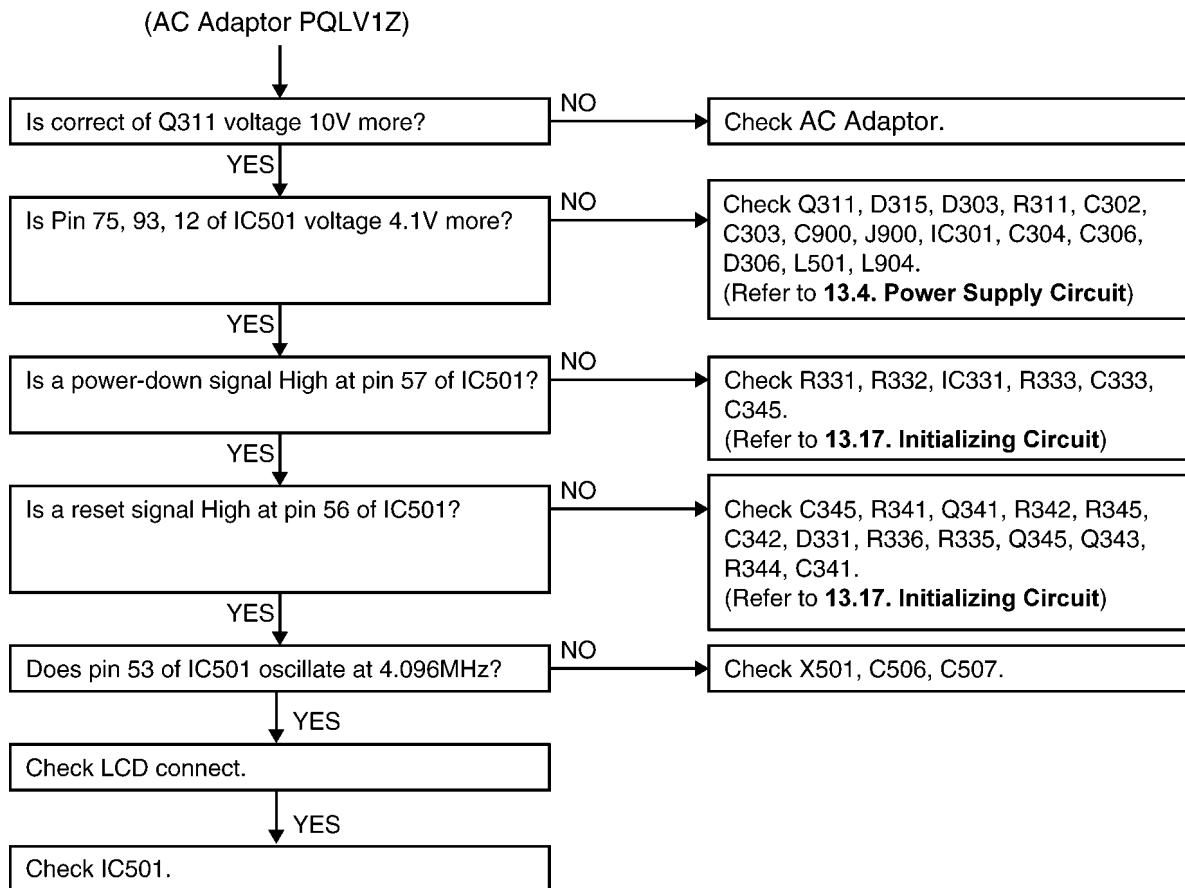 (AC Adaptor PQLV1Z)
Is correct of Q311 voltage 10V more?
NO
Check AC Adaptor.
YES
Is Pin 75, 93, 12 of IC501 voltage 4.1V more?
NO
Check Q311, D315, D303, R311, C302,
C303, C900, J900, IC301, C304, C306,
D306, L501, L904.
(Refer to 13.4. Power Supply Circuit)
YES
Is a power-down signal High at pin 57 of IC501?
NO
Check R331, R332, IC331, R333, C333,
C345.
(Refer to 13.17. Initializing Circuit)
YES
Is a reset signal High at pin 56 of IC501?
NO
Check C345, R341, Q341, R342, R345,
C342, D331, R336, R335, Q345, Q343,
R344, C341.
(Refer to 13.17. Initializing Circuit)
YES
Does pin 53 of IC501 oscillate at 4.096MHz?
NO
Check X501, C506, C507.
YES
Check LCD connect.
YES
Check IC501.